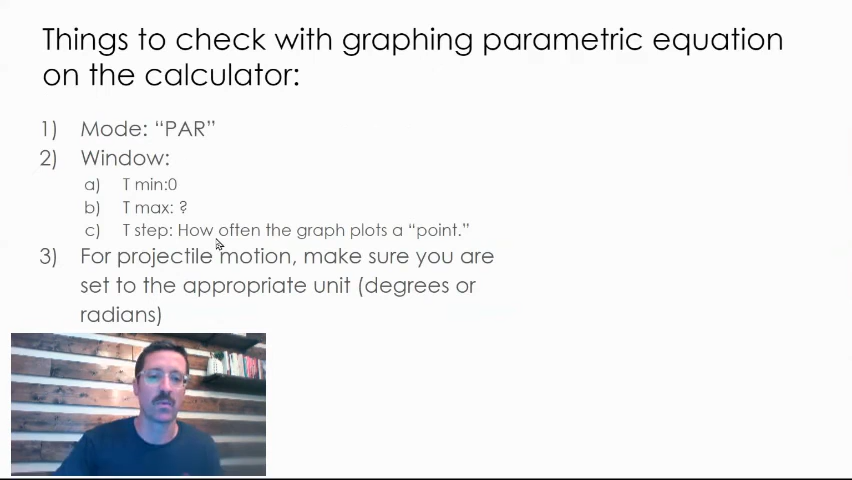 Things to check with graphing parametric equation
on the calculator:
1) Mode: “PAR”
2) Window:
a) T min:0
b) T max: ?
c) T step: How often the graph plots a “point.”
3) For projectile motion, make sure you are
set to the appropriate unit (degrees or
radians)